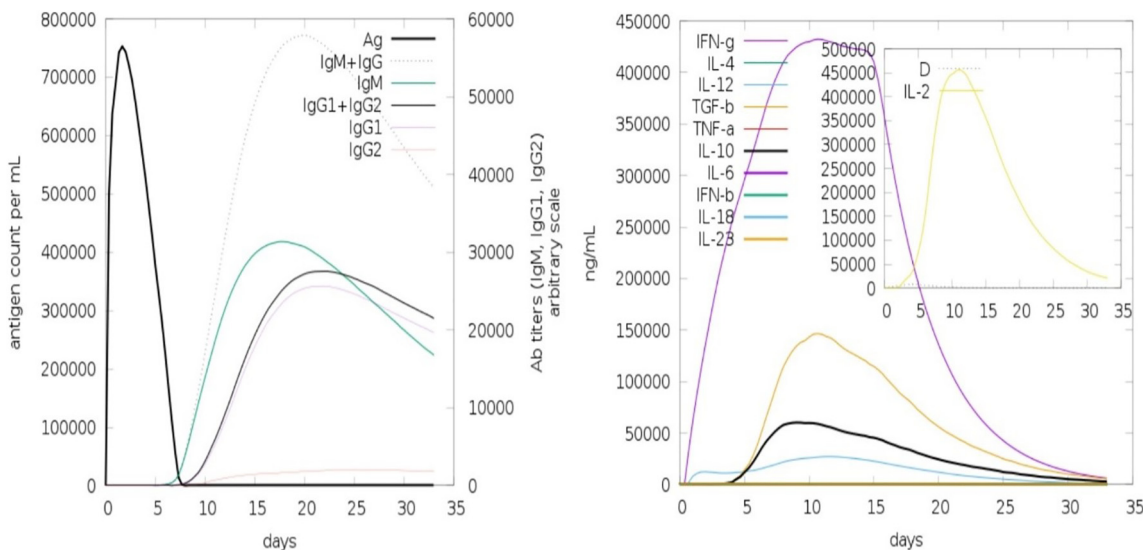 800000
700000
600000
500000
400000
300000
200000
100000
0
antigen count per mL
0 5 10 15 20 25 30 35
days
60000
50000
40000
30000
20000
10000
0
Ab titers (IgM, IgG1, IgG2)
arbitrary scale
Ag
IgM+IgG
IgM
IgG1+IgG2
IgG1
IgG2
450000
400000
350000
300000
250000
200000
150000
100000
50000
0
ng/mL
0 5 10 15 20 25 30 35
days
IFN-g
IL-4
IL-12
TGF-b
TNF-a
IL-10
IL-6
IFN-b
IL-18
IL-23
500000
450000
400000
350000
300000
250000
200000
150000
100000
50000
0
0 5 10 15 20 25 30 35
D
IL-2